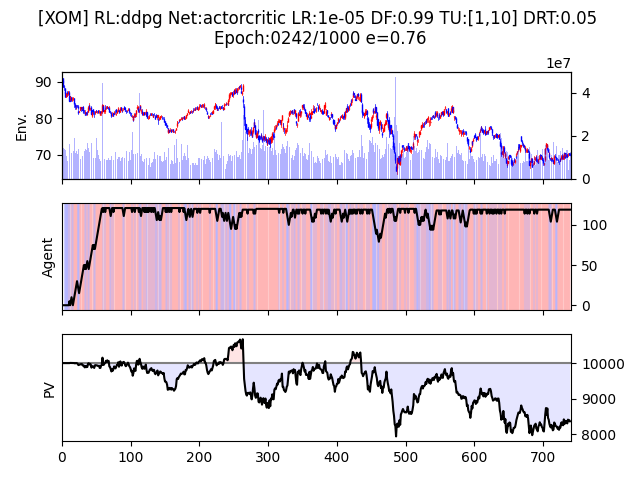 [XOM] RL:ddpg Net:actorcritic LR:1e-05 DF:0.99 TU:[1,10] DRT:0.05
Epoch:0242/1000 e=0.76
1e7
Env.
90
80
70
4
2
0
Agent
100
50
0
PV
10000
9000
8000
0 100 200 300 400 500 600 700